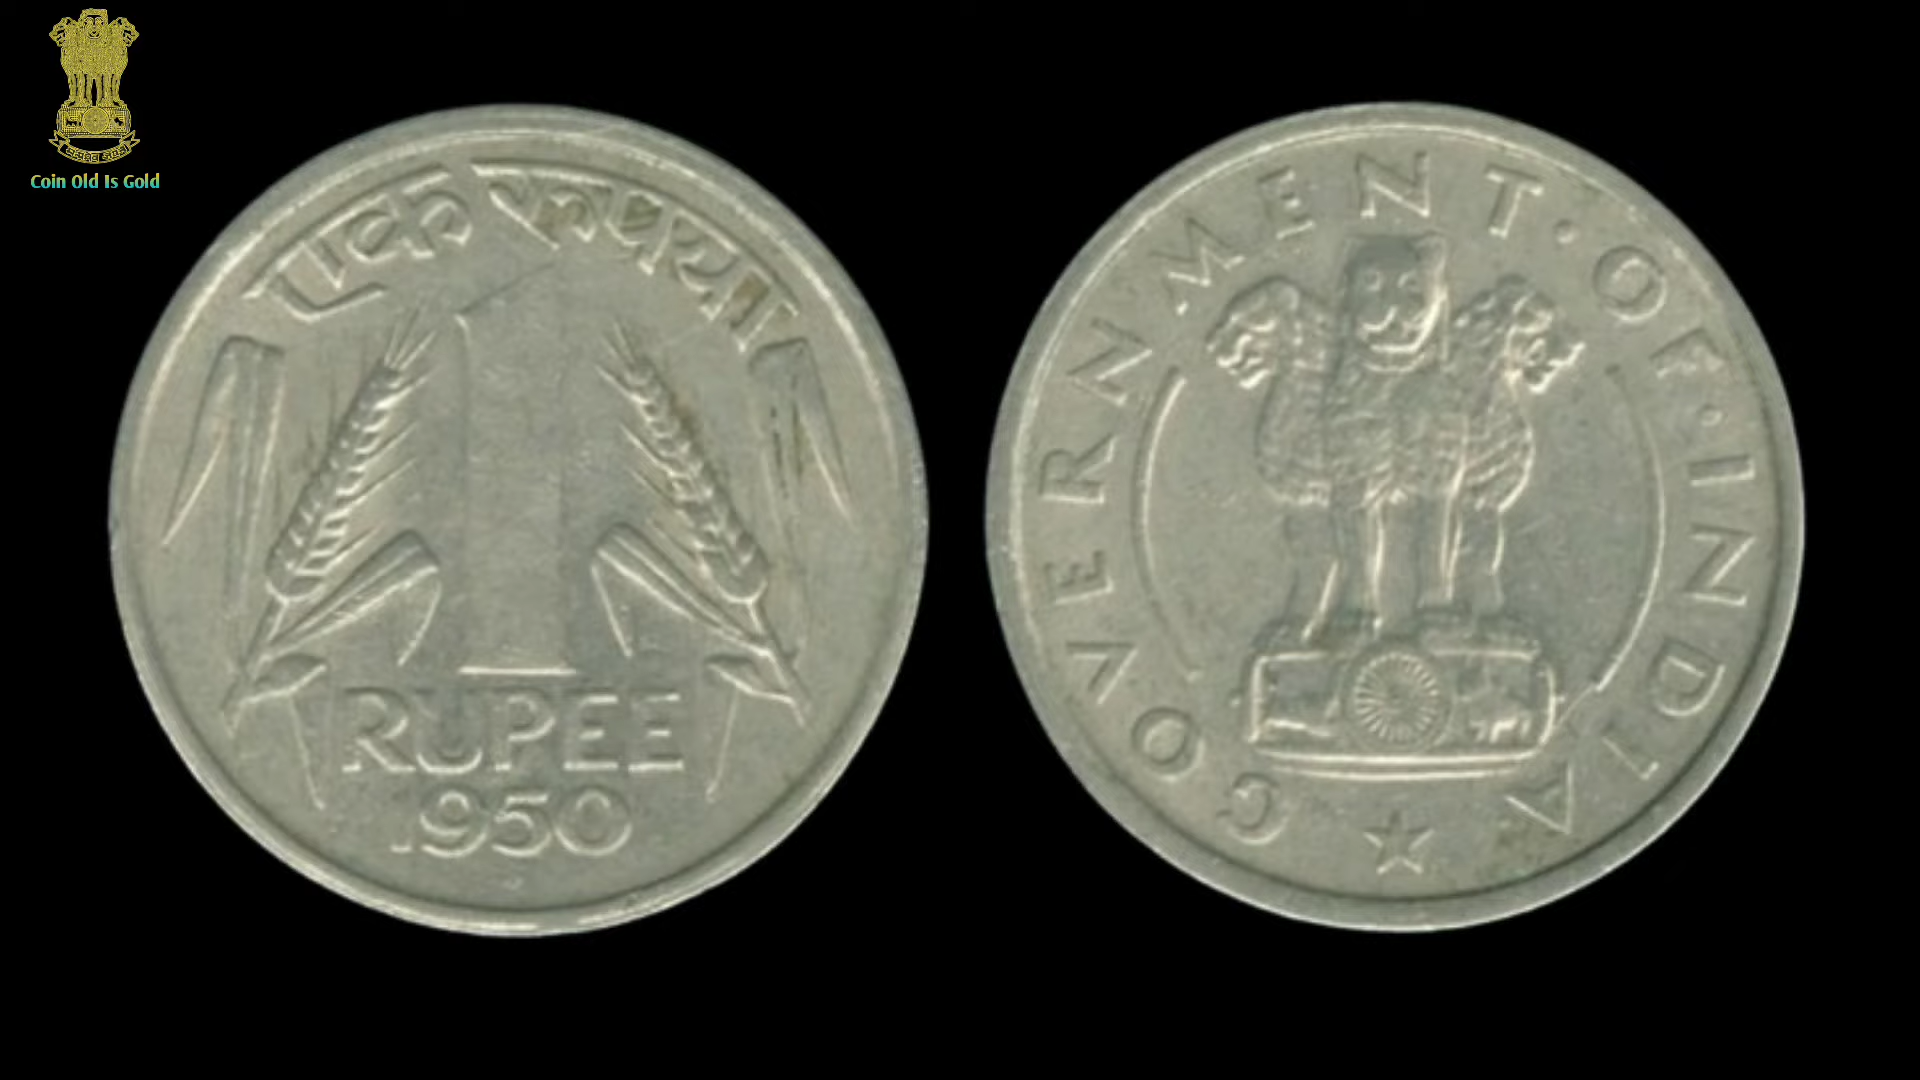 Coin Old Is Gold
एक रुपया
1
RUPEE
1950
GOVERNMENT · OF · INDIA